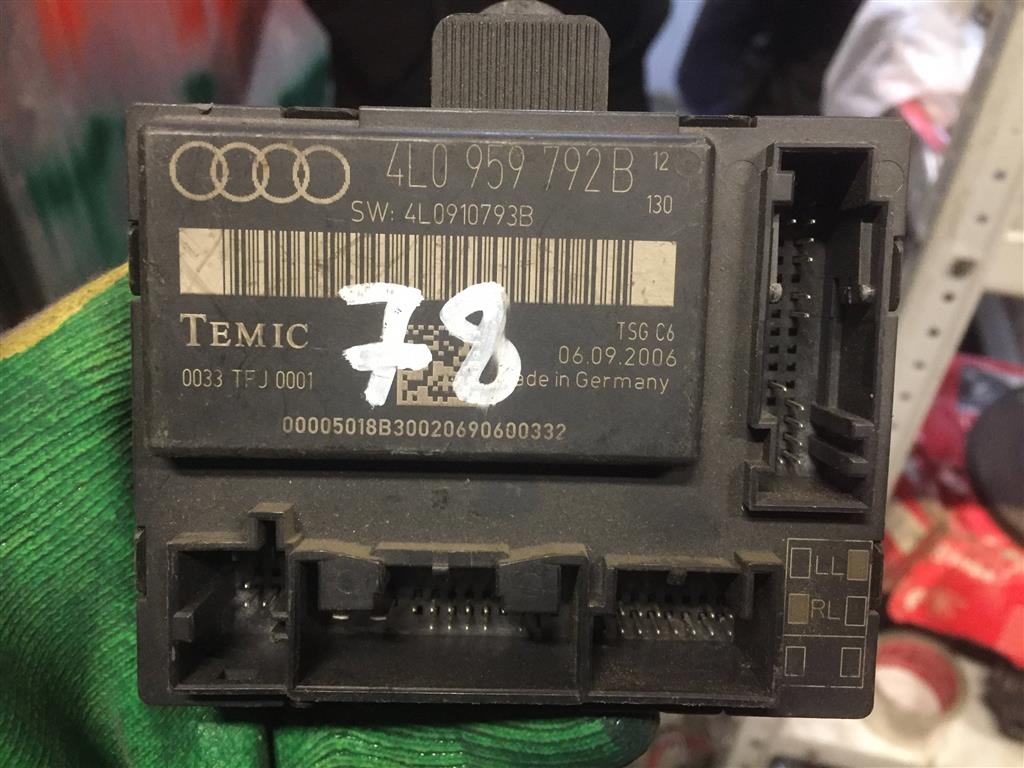 4L0 959 792B 12
SW: 4L0910793B 130
78
TEMIC
TSG C6
06.09.2006
0033 TFJ 0001
ade in Germany
00005018B30020690600332
LL
RL